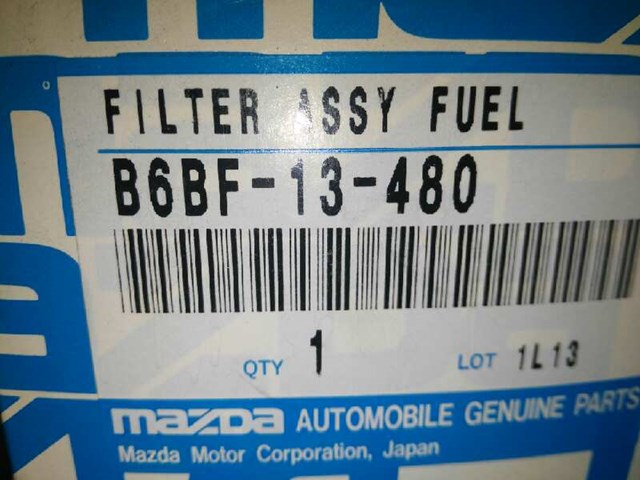 FILTER ASSY FUEL
B6BF-13-480
QTY 1 LOT 1L13
mazda AUTOMOBILE GENUINE PARTS
Mazda Motor Corporation, Japan